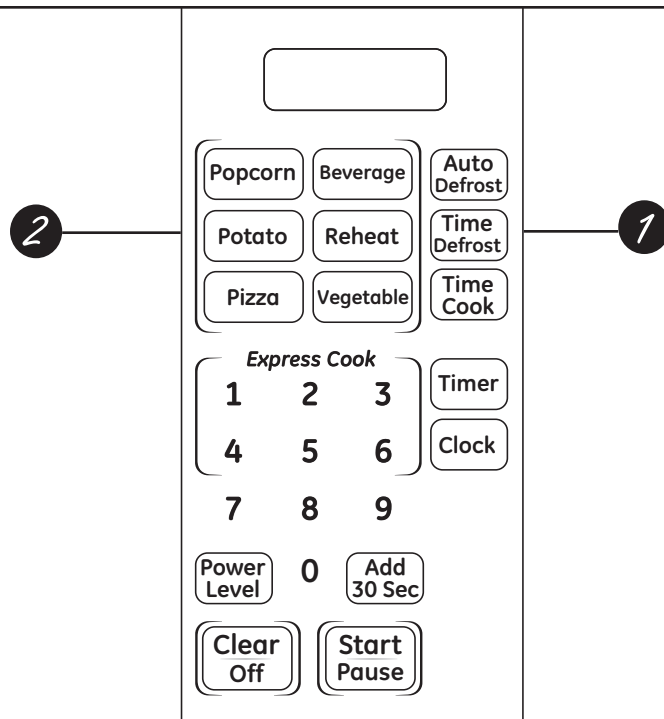 Popcorn Beverage Auto
Defrost
2 Potato Reheat Time
Defrost 1
Pizza Vegetable Time
Cook
Express Cook
1 2 3 Timer
4 5 6 Clock
7 8 9
Power
Level 0 Add
30 Sec
Clear
Off
Start
Pause